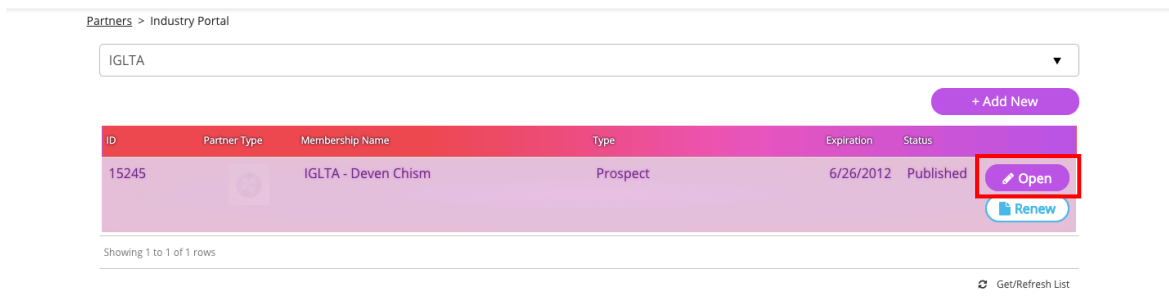 Partners > Industry Portal
IGLTA
+ Add New
ID Partner Type Membership Name Type Expiration Status
15245 IGLTA - Deven Chism Prospect 6/26/2012 Published Open
Renew
Showing 1 to 1 of 1 rows
Get/Refresh List